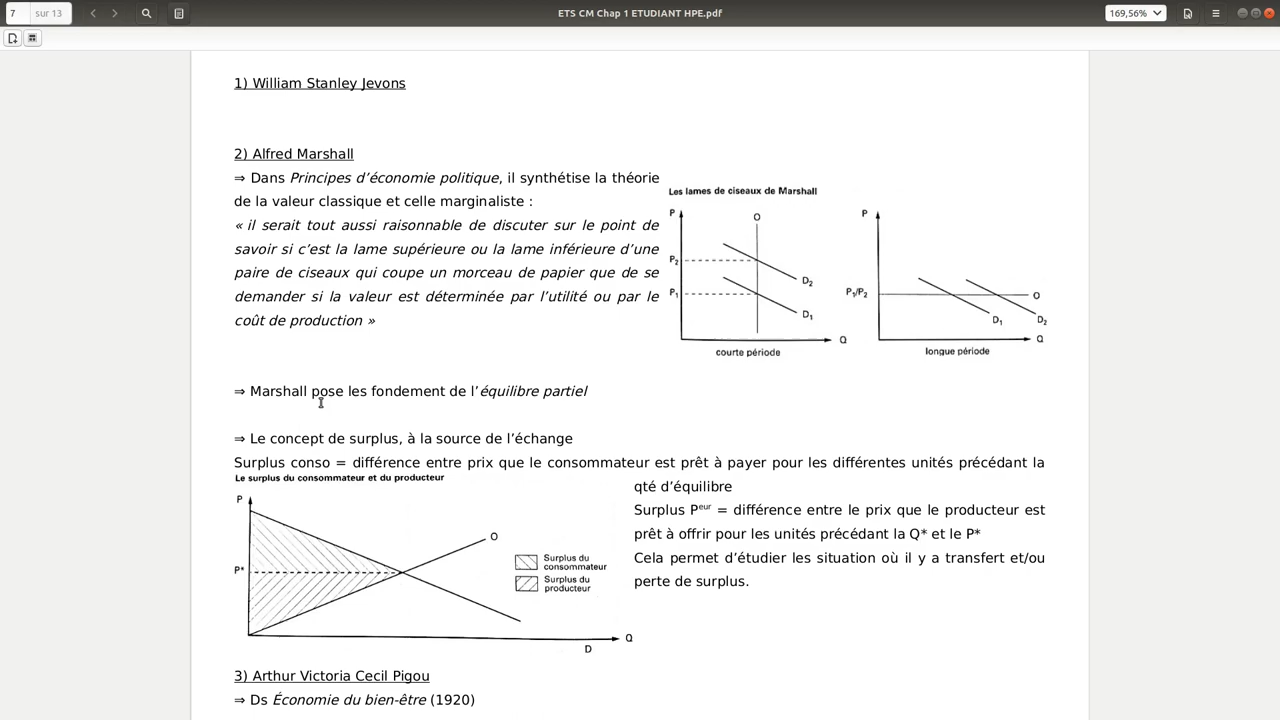 7 sur 13
ETS CM Chap 1 ETUDIANT HPE.pdf
169,56%
1) William Stanley Jevons
2) Alfred Marshall
⇒ Dans Principes d’économie politique, il synthétise la théorie
de la valeur classique et celle marginaliste :
« il serait tout aussi raisonnable de discuter sur le point de
savoir si c’est la lame supérieure ou la lame inférieure d’une
paire de ciseaux qui coupe un morceau de papier que de se
demander si la valeur est déterminée par l’utilité ou par le
coût de production »
Les lames de ciseaux de Marshall
P
O
P₂
P₁
D₂
D₁
Q
courte période
P
P₁/P₂
O
D₁
D₂
Q
longue période
⇒ Marshall pose les fondement de l’équilibre partiel
⇒ Le concept de surplus, à la source de l’échange
Surplus conso = différence entre prix que le consommateur est prêt à payer pour les différentes unités précédant la
qté d’équilibre
Surplus Pᵉᵘʳ = différence entre le prix que le producteur est
prêt à offrir pour les unités précédant la Q* et le P*
Cela permet d’étudier les situation où il y a transfert et/ou
perte de surplus.
Le surplus du consommateur et du producteur
P
O
P*
Surplus du
consommateur
Surplus du
producteur
Q
D
3) Arthur Victoria Cecil Pigou
⇒ Ds Économie du bien-être (1920)